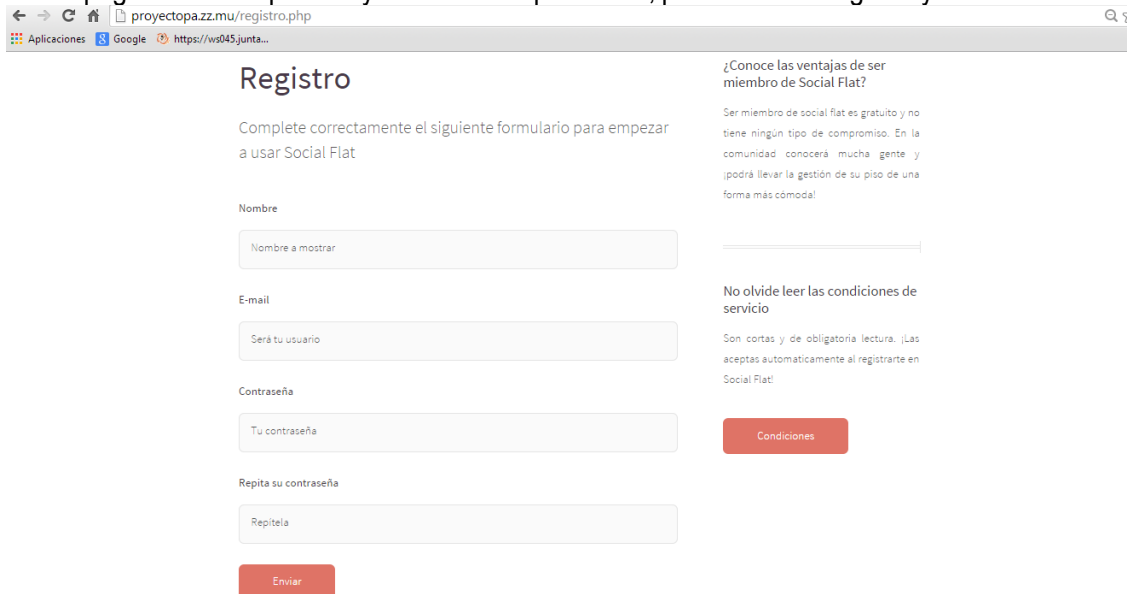 proyectopa.zz.mu/registro.php
Aplicaciones Google https://ws045.junta...
Registro
Complete correctamente el siguiente formulario para empezar
a usar Social Flat
Nombre
Nombre a mostrar
E-mail
Será tu usuario
Contraseña
Tu contraseña
Repita su contraseña
Repitela
Enviar
¿Conoce las ventajas de ser
miembro de Social Flat?
Ser miembro de social flat es gratuito y no
tiene ningún tipo de compromiso. En la
comunidad conocerá mucha gente y
¡podrá llevar la gestión de su piso de una
forma más cómoda!
No olvide leer las condiciones de
servicio
Son cortas y de obligatoria lectura. ¡Las
aceptas automaticamente al registrarte en
Social Flat!
Condiciones